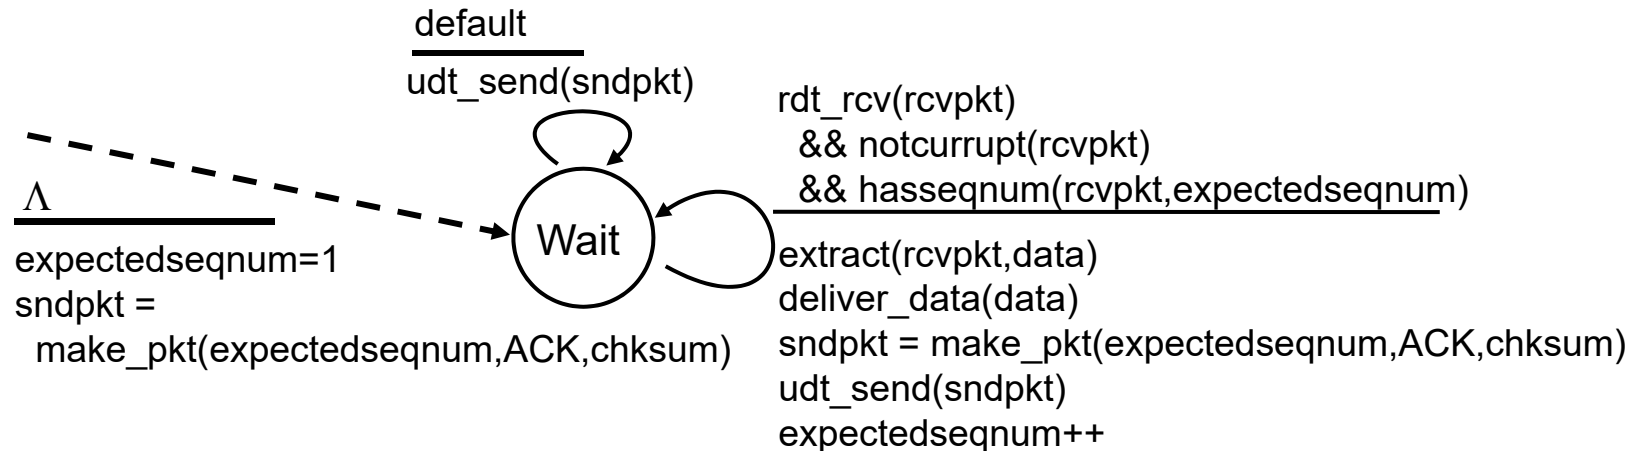 default
udt_send(sndpkt)
rdt_rcv(rcvpkt)
&& notcurrupt(rcvpkt)
&& hasseqnum(rcvpkt,expectedseqnum)
Λ
expectedseqnum=1
sndpkt =
make_pkt(expectedseqnum,ACK,chksum)
Wait
extract(rcvpkt,data)
deliver_data(data)
sndpkt = make_pkt(expectedseqnum,ACK,chksum)
udt_send(sndpkt)
expectedseqnum++